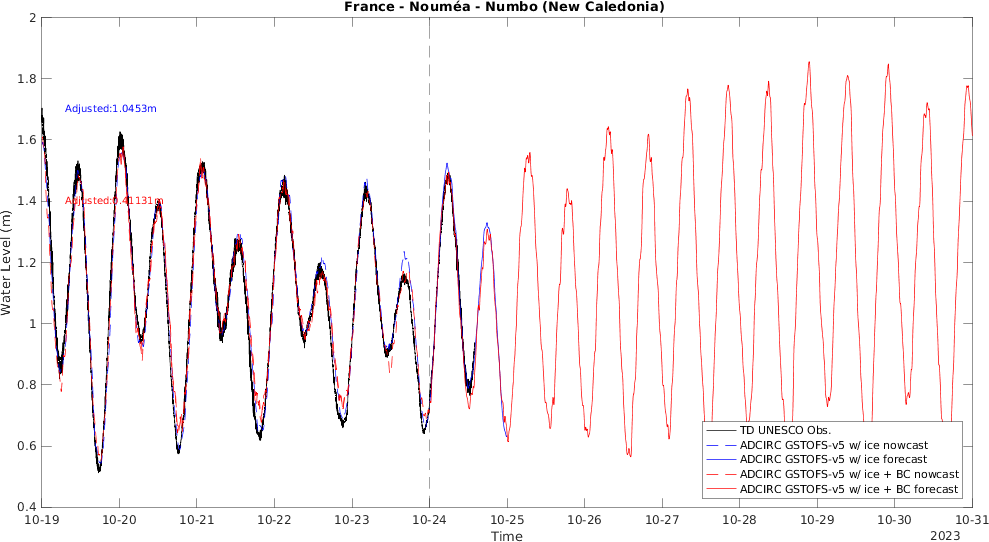 France - Nouméa - Numbo (New Caledonia)
2
1.8
1.6
1.4
1.2
1
0.8
0.6
0.4
Water Level (m)
Adjusted:1.0453m
Adjusted:0.41131m
TD UNESCO Obs.
ADCIRC GSTOFS-v5 w/ ice nowcast
ADCIRC GSTOFS-v5 w/ ice forecast
ADCIRC GSTOFS-v5 w/ ice + BC nowcast
ADCIRC GSTOFS-v5 w/ ice + BC forecast
10-19 10-20 10-21 10-22 10-23 10-24 10-25 10-26 10-27 10-28 10-29 10-30 10-31
Time
2023